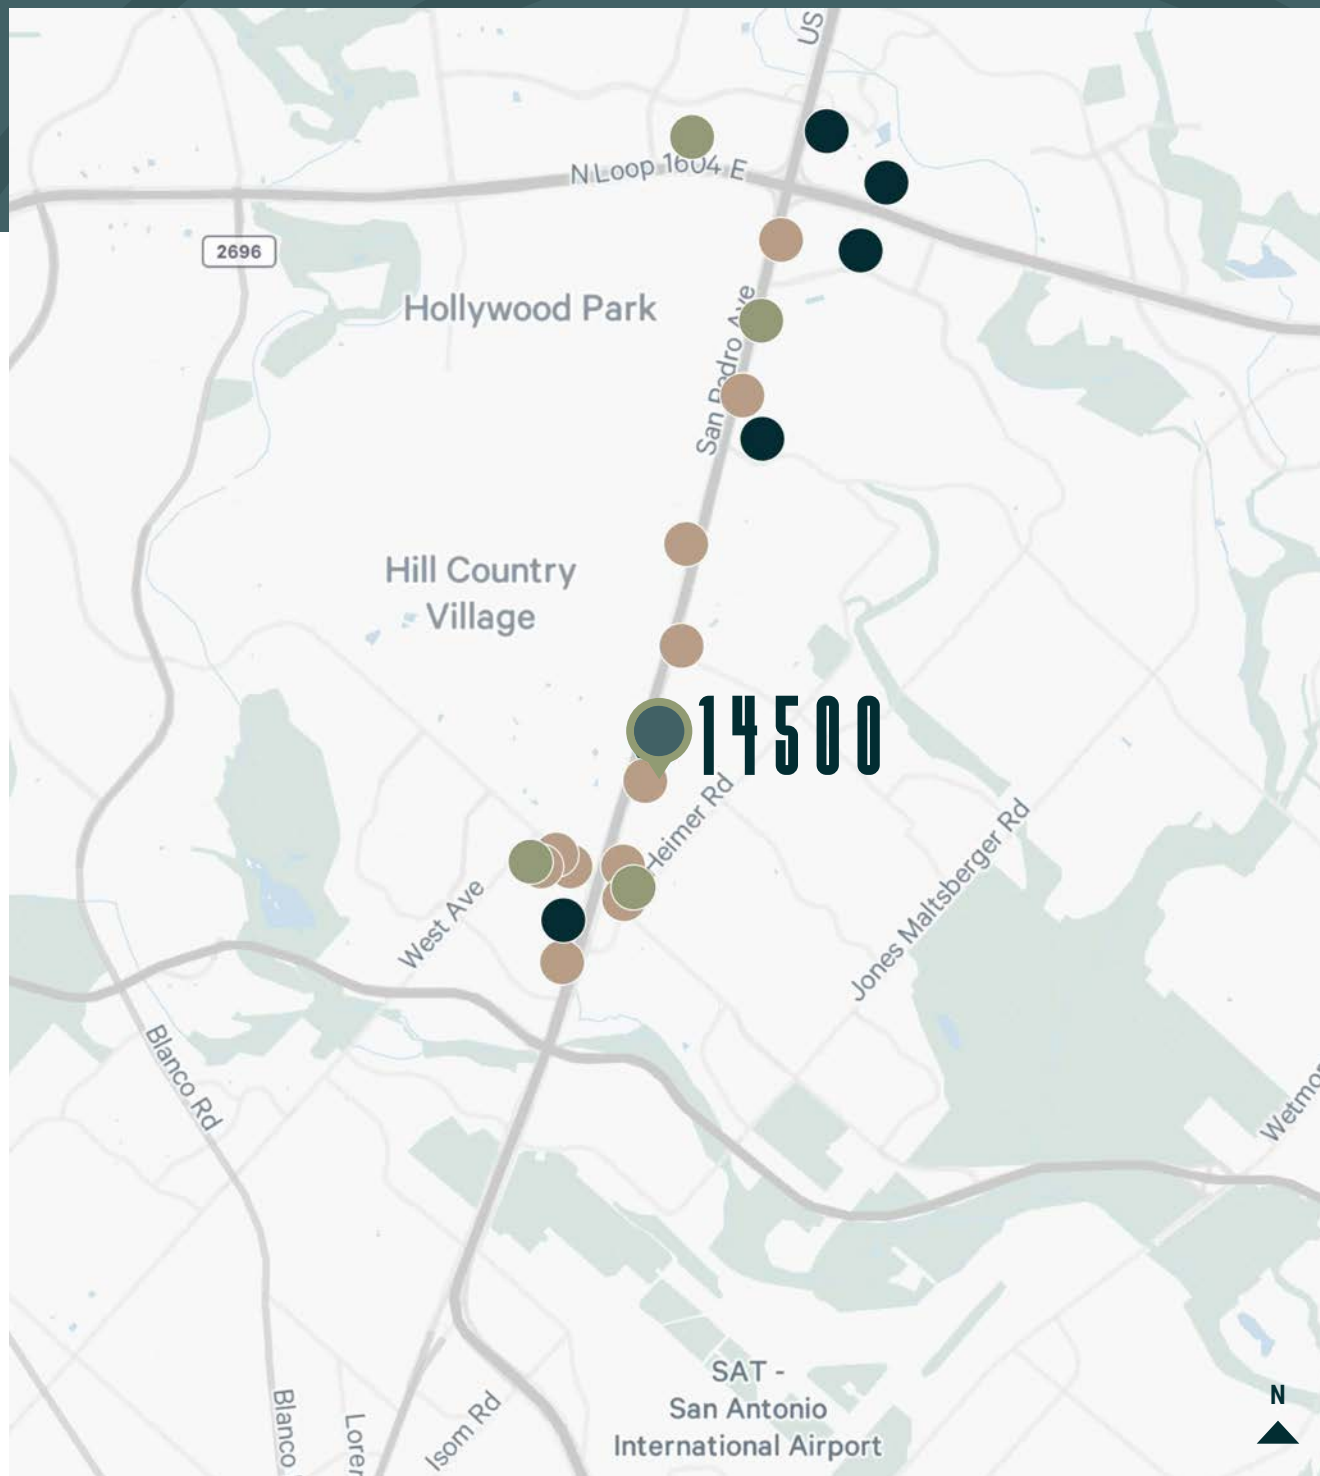 US
N Loop 1604 E
2696
Hollywood Park
San Pedro Ave
Hill Country
Village
14500
Heimer Rd
West Ave
Jones Maltsberger Rd
Blanco Rd
SAT -
San Antonio
International Airport
Blanco
Isom Rd
N